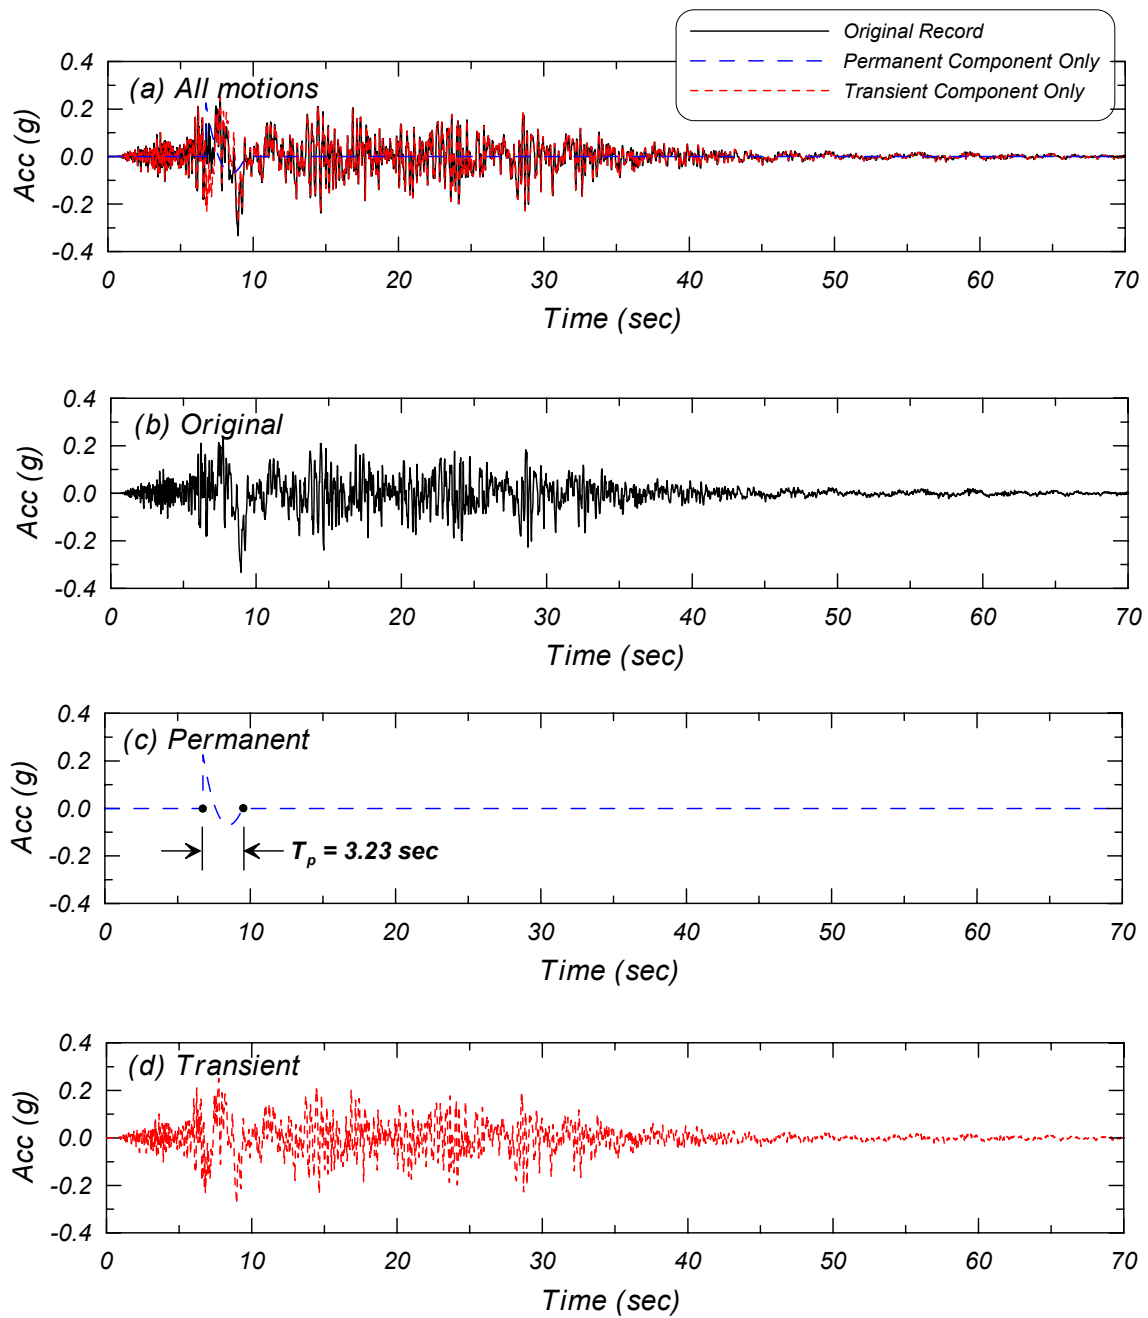 Original Record
Permanent Component Only
Transient Component Only
(a) All motions
0.4
0.2
0.0
-0.2
-0.4
Acc (g)
0 10 20 30 40 50 60 70
Time (sec)
(b) Original
0.4
0.2
0.0
-0.2
-0.4
Acc (g)
0 10 20 30 40 50 60 70
Time (sec)
(c) Permanent
0.4
0.2
0.0
-0.2
-0.4
Acc (g)
Tp = 3.23 sec
0 10 20 30 40 50 60 70
Time (sec)
(d) Transient
0.4
0.2
0.0
-0.2
-0.4
Acc (g)
0 10 20 30 40 50 60 70
Time (sec)